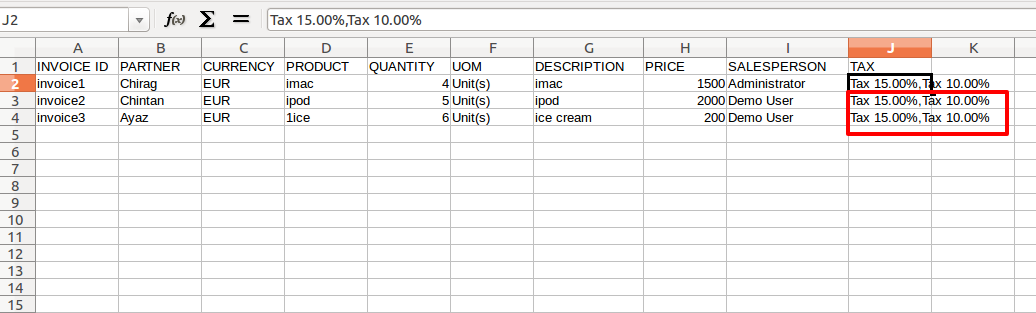 J2 f(x) Σ = Tax 15.00%,Tax 10.00%
A B C D E F G H I J K
1 INVOICE ID PARTNER CURRENCY PRODUCT QUANTITY UOM DESCRIPTION PRICE SALESPERSON TAX
2 invoice1 Chirag EUR imac 4 Unit(s) imac 1500 Administrator Tax 15.00%,Tax 10.00%
3 invoice2 Chintan EUR ipod 5 Unit(s) ipod 2000 Demo User Tax 15.00%,Tax 10.00%
4 invoice3 Ayaz EUR 1ice 6 Unit(s) ice cream 200 Demo User Tax 15.00%,Tax 10.00%
5
6
7
8
9
10
11
12
13
14
15